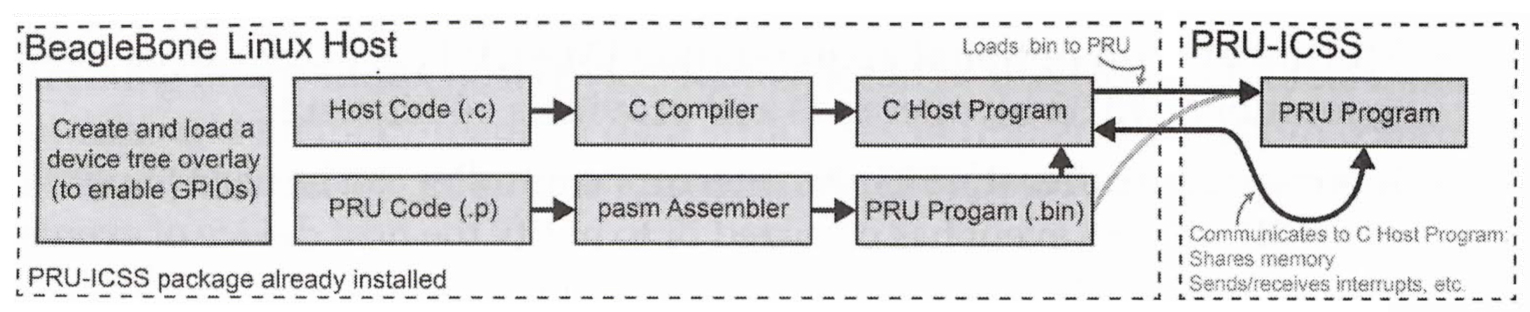 BeagleBone Linux Host
Loads .bin to PRU
PRU-ICSS
Create and load a
device tree overlay
(to enable GPIOs)
Host Code (.c)
C Compiler
C Host Program
PRU Program
PRU Code (.p)
pasm Assembler
PRU Progam (.bin)
Communicates to C Host Program:
Shares memory
Sends/receives interrupts, etc.
PRU-ICSS package already installed